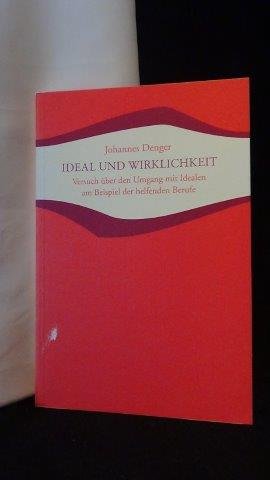 Johannes Denger
IDEAL UND WIRKLICHKEIT
Versuch über den Umgang mit Idealen
am Beispiel der helfenden Berufe